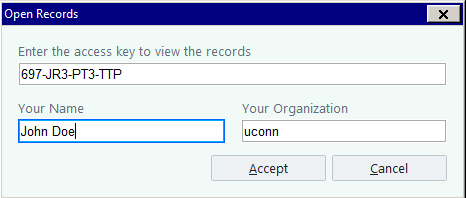 Open Records
Enter the access key to view the records
697-JR3-PT3-TTP
Your Name Your Organization
John Doe uconn
Accept Cancel